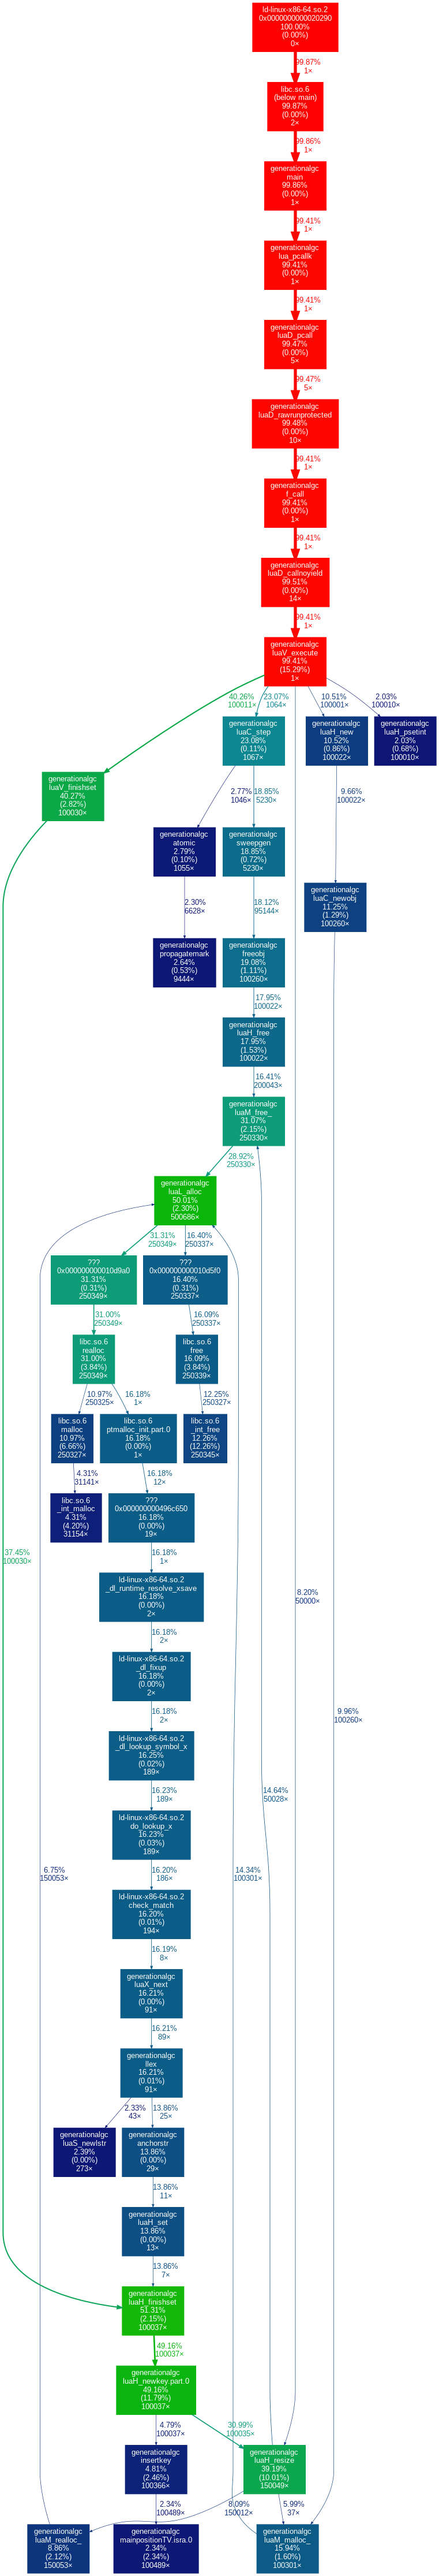 ld-linux-x86-64.so.2
0x0000000000020290
100.00%
(0.00%)
0×
99.87%
1×
libc.so.6
(below main)
99.87%
(0.00%)
2×
99.86%
1×
generationalgc
main
99.86%
(0.00%)
1×
99.41%
1×
generationalgc
lua_pcallk
99.41%
(0.00%)
1×
99.41%
1×
generationalgc
luaD_pcall
99.47%
(0.00%)
5×
99.47%
5×
generationalgc
luaD_rawrunprotected
99.48%
(0.00%)
10×
99.41%
1×
generationalgc
f_call
99.41%
(0.00%)
1×
99.41%
1×
generationalgc
luaD_callnoyield
99.51%
(0.00%)
14×
99.41%
1×
generationalgc
luaV_execute
99.41%
(15.29%)
1×
40.26%
100011×
23.07%
1064×
10.51%
100001×
2.03%
100010×
generationalgc
luaC_step
23.08%
(0.11%)
1067×
generationalgc
luaH_new
10.52%
(0.86%)
100022×
generationalgc
luaH_psetint
2.03%
(0.68%)
100010×
generationalgc
luaV_finishset
40.27%
(2.82%)
100030×
2.77%
1046×
18.85%
5230×
9.66%
100022×
generationalgc
atomic
2.79%
(0.10%)
1055×
generationalgc
sweepgen
18.85%
(0.72%)
5230×
generationalgc
luaC_newobj
11.25%
(1.29%)
100260×
2.30%
6628×
18.12%
95144×
generationalgc
propagatemark
2.64%
(0.53%)
9444×
generationalgc
freeobj
19.08%
(1.11%)
100260×
17.95%
100022×
generationalgc
luaH_free
17.95%
(1.53%)
100022×
16.41%
200043×
generationalgc
luaM_free_
31.07%
(2.15%)
250330×
28.92%
250330×
generationalgc
luaL_alloc
50.01%
(2.30%)
500686×
31.31%
250349×
16.40%
250337×
???
0x000000000010d9a0
31.31%
(0.31%)
250349×
???
0x000000000010d5f0
16.40%
(0.31%)
250337×
31.00%
250349×
16.09%
250337×
libc.so.6
realloc
31.00%
(3.84%)
250349×
libc.so.6
free
16.09%
(3.84%)
250339×
10.97%
250325×
16.18%
1×
12.25%
250327×
libc.so.6
malloc
10.97%
(6.66%)
250327×
libc.so.6
ptmalloc_init.part.0
16.18%
(0.00%)
1×
libc.so.6
_int_free
12.26%
(12.26%)
250345×
4.31%
31141×
16.18%
12×
libc.so.6
_int_malloc
4.31%
(4.20%)
31154×
???
0x000000000496c650
16.18%
(0.00%)
19×
37.45%
100030×
16.18%
1×
8.20%
50000×
ld-linux-x86-64.so.2
_dl_runtime_resolve_xsave
16.18%
(0.00%)
2×
16.18%
2×
ld-linux-x86-64.so.2
_dl_fixup
16.18%
(0.00%)
2×
9.96%
100260×
16.18%
2×
ld-linux-x86-64.so.2
_dl_lookup_symbol_x
16.25%
(0.02%)
189×
16.23%
189×
14.64%
50028×
ld-linux-x86-64.so.2
do_lookup_x
16.23%
(0.03%)
189×
6.75%
150053×
16.20%
186×
14.34%
100301×
ld-linux-x86-64.so.2
check_match
16.20%
(0.01%)
194×
16.19%
8×
generationalgc
luaX_next
16.21%
(0.00%)
91×
16.21%
89×
generationalgc
llex
16.21%
(0.01%)
91×
2.33%
43×
13.86%
25×
generationalgc
luaS_newlstr
2.39%
(0.00%)
273×
generationalgc
anchorstr
13.86%
(0.00%)
29×
13.86%
11×
generationalgc
luaH_set
13.86%
(0.00%)
13×
13.86%
7×
generationalgc
luaH_finishset
51.31%
(2.15%)
100037×
49.16%
100037×
generationalgc
luaH_newkey.part.0
49.16%
(11.79%)
100037×
4.79%
100037×
30.99%
100035×
generationalgc
insertkey
4.81%
(2.46%)
100366×
generationalgc
luaH_resize
39.19%
(10.01%)
150049×
2.34%
100489×
8.09%
150012×
5.99%
37×
generationalgc
luaM_realloc_
8.86%
(2.12%)
150053×
generationalgc
mainpositionTV.isra.0
2.34%
(2.34%)
100489×
generationalgc
luaM_malloc_
15.94%
(1.60%)
100301×